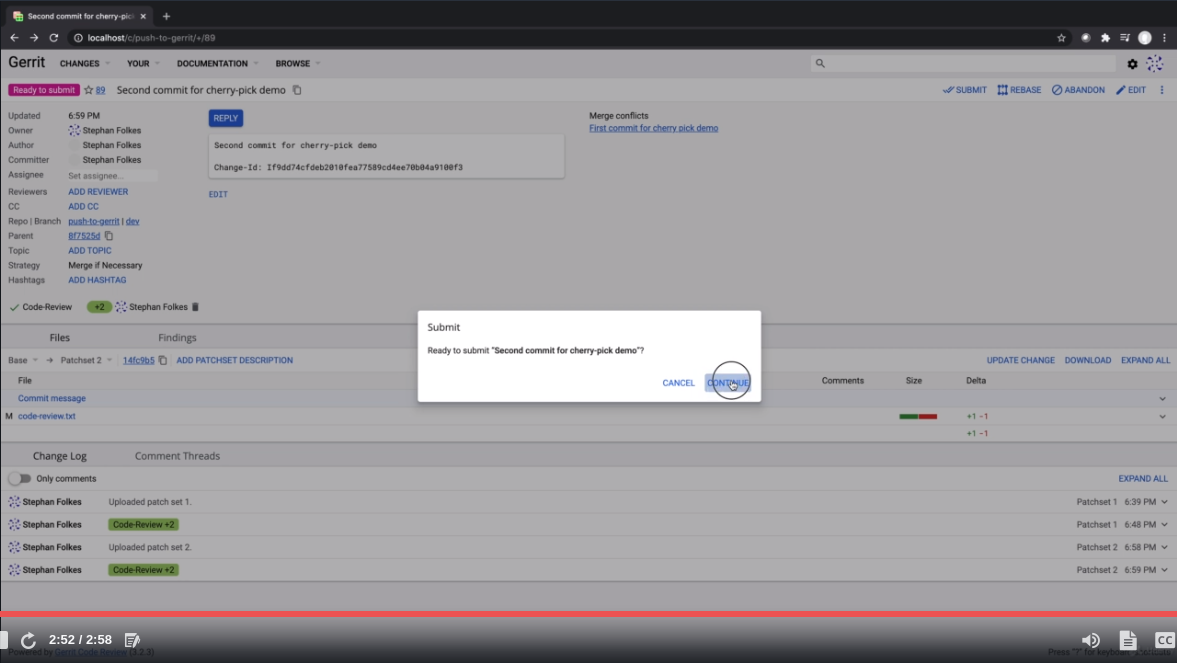 Second commit for cherry-pic
localhost/c/push-to-gerrit/+/89
Gerrit CHANGES YOUR DOCUMENTATION BROWSE
Ready to submit 89 Second commit for cherry-pick demo SUBMIT REBASE ABANDON EDIT
Updated 6:59 PM
Owner Stephan Folkes
Author Stephan Folkes
Committer Stephan Folkes
Assignee Set assignee...
Reviewers ADD REVIEWER
CC ADD CC
Repo | Branch push-to-gerrit | dev
Parent 8f7525d
Topic ADD TOPIC
Strategy Merge if Necessary
Hashtags ADD HASHTAG
REPLY
Second commit for cherry-pick demo
Change-Id: If9dd74cfdeb2010fea77589cd4ee70b04a9100f3
EDIT
Merge conflicts
First commit for cherry pick demo
Code-Review +2 Stephan Folkes
Submit
Ready to submit "Second commit for cherry-pick demo"?
CANCEL CONTINUE
Files Findings
Base → Patchset 2 14fc9b5 ADD PATCHSET DESCRIPTION UPDATE CHANGE DOWNLOAD EXPAND ALL
File Comments Size Delta
Commit message
M code-review.txt +1 -1
+1 -1
Change Log Comment Threads
Only comments EXPAND ALL
Stephan Folkes Uploaded patch set 1. Patchset 1 6:39 PM
Stephan Folkes Code-Review +2 Patchset 1 6:48 PM
Stephan Folkes Uploaded patch set 2. Patchset 2 6:58 PM
Stephan Folkes Code-Review +2 Patchset 2 6:59 PM
2:52 / 2:58 CC
Powered by Gerrit Code Review (3.2.3) Press "?" for keyboard shortcuts